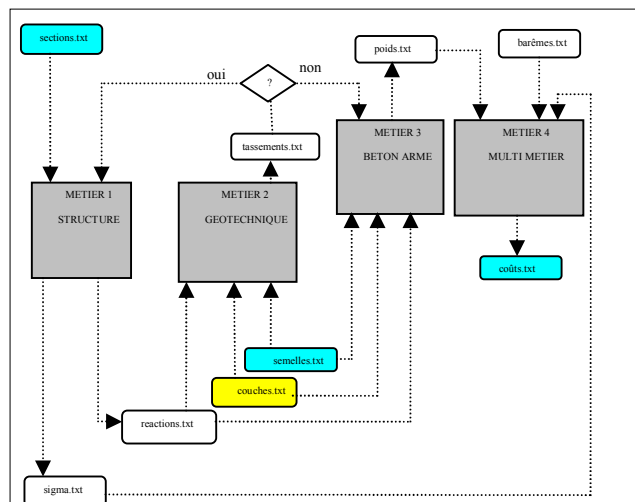 sections.txt
poids.txt
barêmes.txt
oui
?
non
tassements.txt
METIER 1
STRUCTURE
METIER 2
GEOTECHNIQUE
METIER 3
BETON ARME
METIER 4
MULTI METIER
coûts.txt
semelles.txt
couches.txt
reactions.txt
sigma.txt